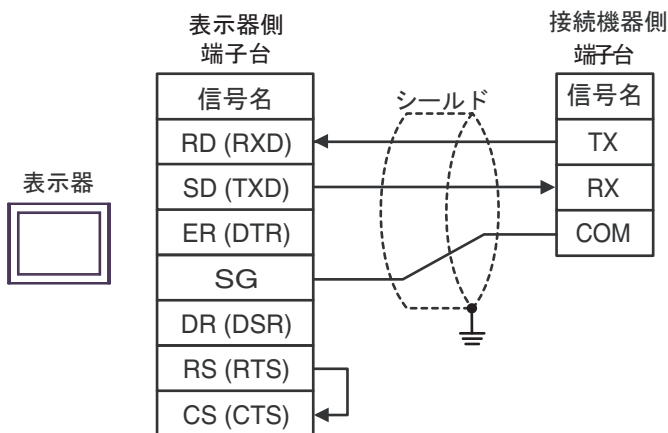 表示器側
端子台
接続機器側
端子台
信号名
シールド
信号名
RD (RXD)
TX
表示器
SD (TXD)
RX
ER (DTR)
COM
SG
DR (DSR)
RS (RTS)
CS (CTS)